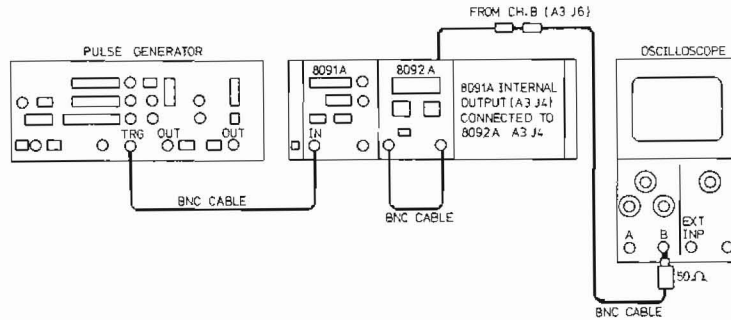 FROM CH.B (A3 J6)
PULSE GENERATOR
OSCILLOSCOPE
8091A
8092A
8091A INTERNAL
OUTPUT (A3 J4)
CONNECTED TO
8092A A3 J4
TRG
OUT
OUT
IN
BNC CABLE
BNC CABLE
A
B
EXT
INP
50Ω
BNC CABLE